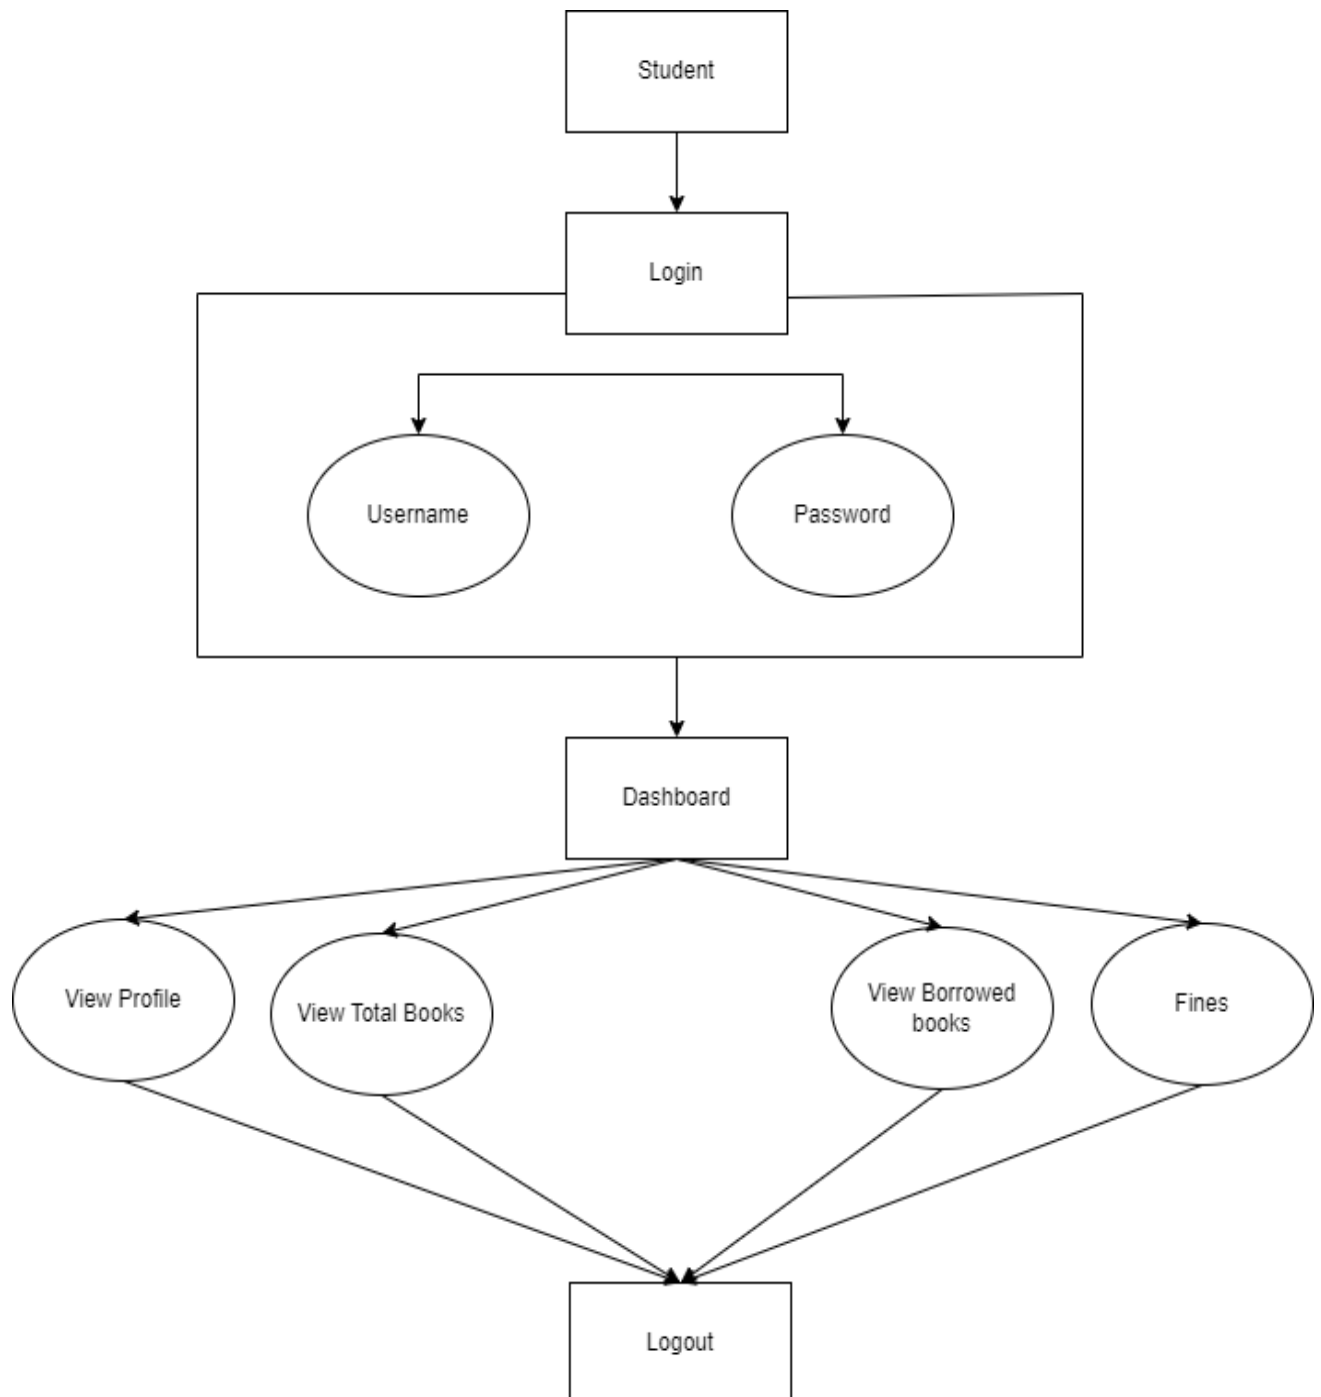 Student
Login
Username
Password
Dashboard
View Profile
View Total Books
View Borrowed
books
Fines
Logout